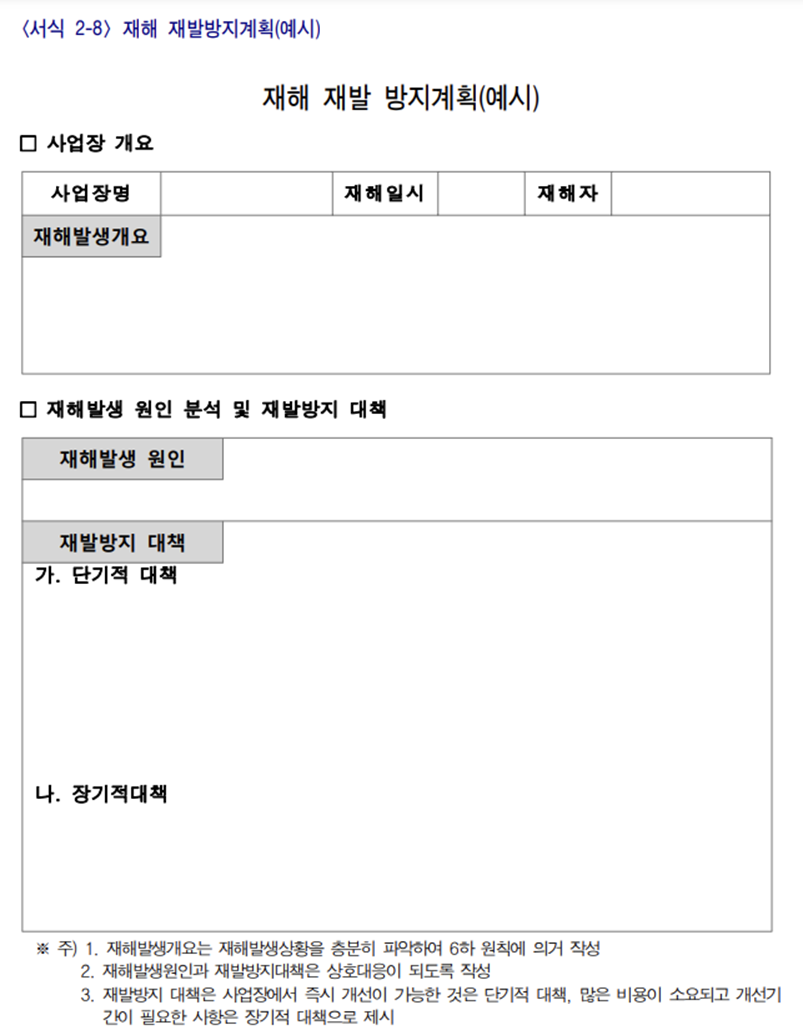 〈서식 2-8〉 재해 재발방지계획(예시)
재해 재발 방지계획(예시)
□ 사업장 개요
사업장명 재해일시 재해자
재해발생개요
□ 재해발생 원인 분석 및 재발방지 대책
재해발생 원인
재발방지 대책
가. 단기적 대책
나. 장기적대책
※ 주) 1. 재해발생개요는 재해발생상황을 충분히 파악하여 6하 원칙에 의거 작성
2. 재해발생원인과 재발방지대책은 상호대응이 되도록 작성
3. 재발방지 대책은 사업장에서 즉시 개선이 가능한 것은 단기적 대책, 많은 비용이 소요되고 개선기
간이 필요한 사항은 장기적 대책으로 제시